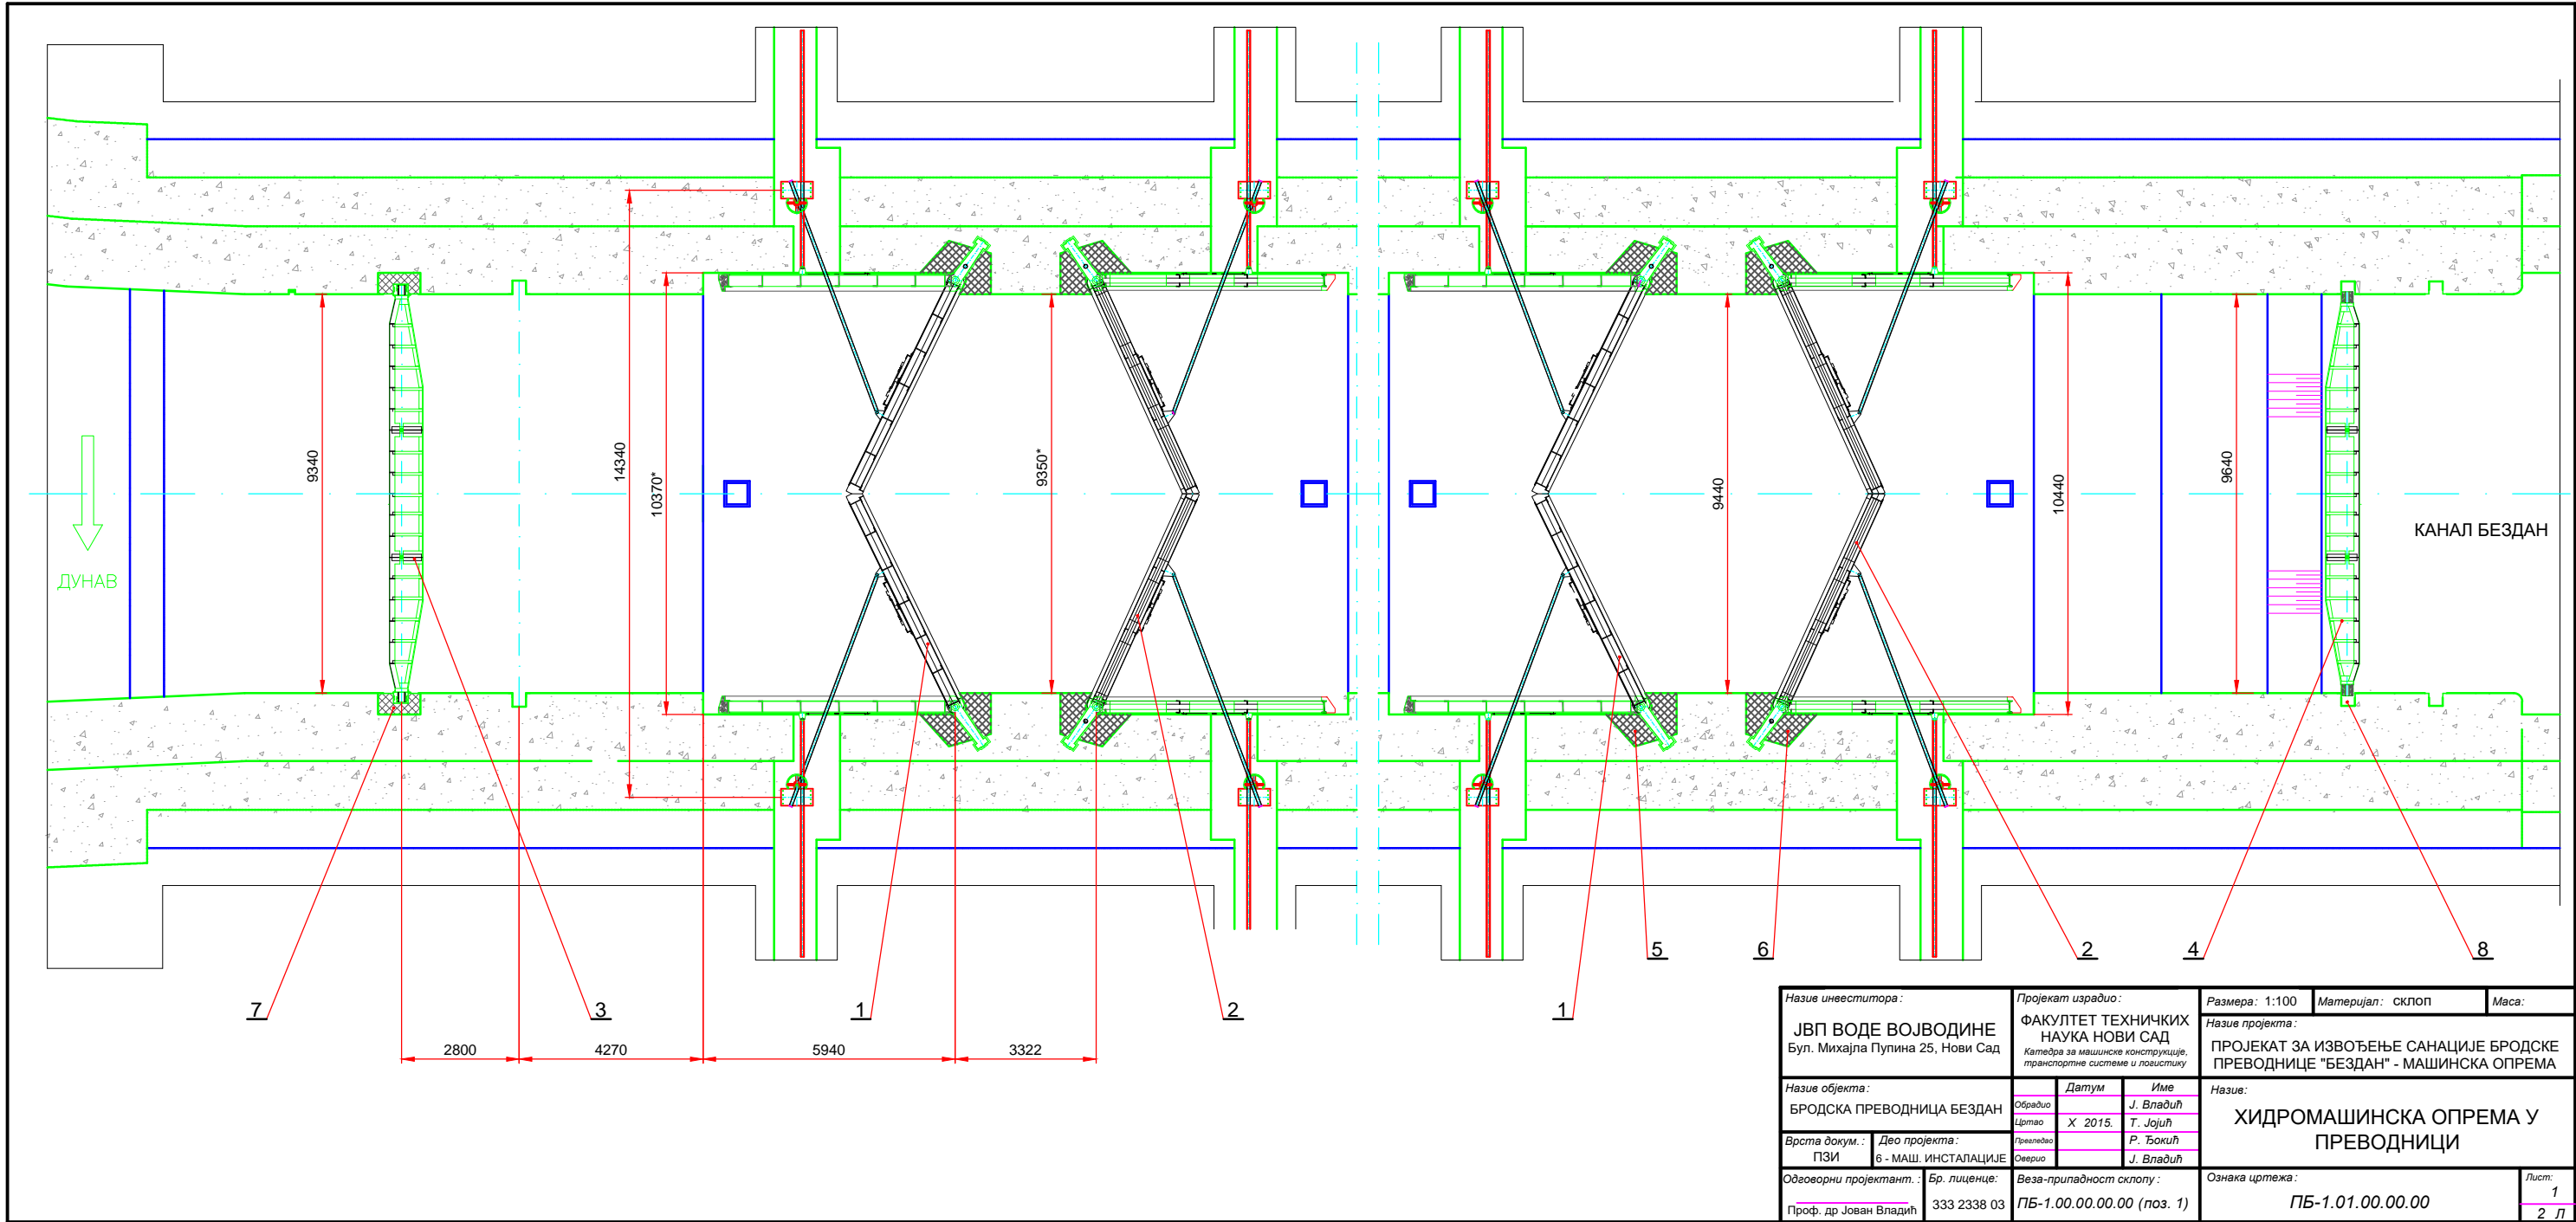 9340
14340
10370*
9350*
9440
10440
9640
ДУНАВ
КАНАЛ БЕЗДАН
5
6
2
4
8
7
3
1
2
1
2800
4270
5940
3322
Назив инвеститора:
ЈВП ВОДЕ ВОЈВОДИНЕ
Бул. Михајла Пупина 25, Нови Сад
Пројекат израдио:
ФАКУЛТЕТ ТЕХНИЧКИХ
НАУКА НОВИ САД
Катедра за машинске конструкције,
транспортне системе и логистику
Размера: 1:100
Материјал: склоп
Маса:
Назив пројекта:
ПРОЈЕКАТ ЗА ИЗВОЂЕЊЕ САНАЦИЈЕ БРОДСКЕ
ПРЕВОДНИЦЕ "БЕЗДАН" - МАШИНСКА ОПРЕМА
Назив објекта:
БРОДСКА ПРЕВОДНИЦА БЕЗДАН
Датум
Име
Обрадио
Ј. Владић
Цртао
X 2015.
Т. Јојић
Прегледао
Р. Ђокић
Оверио
Ј. Владић
Назив:
ХИДРОМАШИНСКА ОПРЕМА У
ПРЕВОДНИЦИ
Врста докум.:
ПЗИ
Део пројекта:
6 - МАШ. ИНСТАЛАЦИЈЕ
Одговорни пројектант.:
Проф. др Јован Владић
Бр. лиценце:
333 2338 03
Веза-припадност склопу:
ПБ-1.00.00.00.00 (поз. 1)
Ознака цртежа:
ПБ-1.01.00.00.00
Лист:
1
2 Л